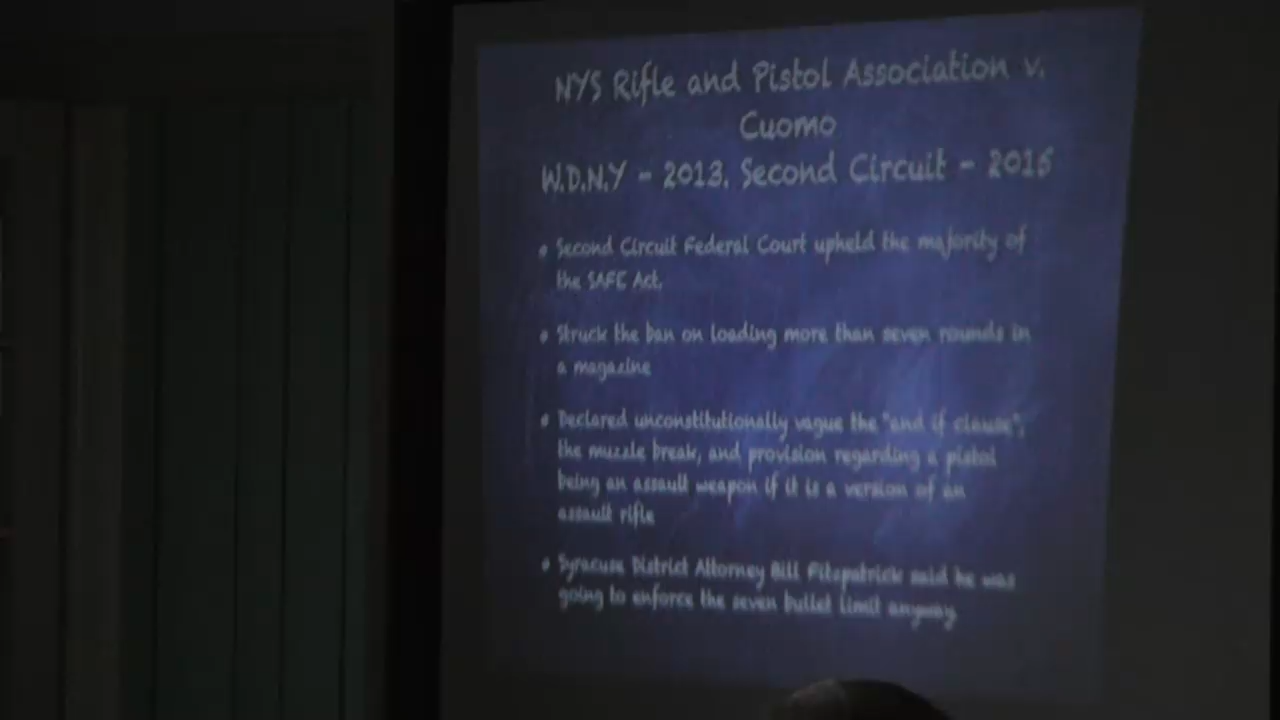 NYS Rifle and Pistol Association v.
Cuomo
W.D.N.Y - 2013. Second Circuit - 2015
• Second Circuit Federal Court upheld the majority of
the SAFE Act.
• Struck the ban on loading more than seven rounds in
a magazine
• Declared unconstitutionally vague the "and if clause",
the muzzle break, and provision regarding a pistol
being an assault weapon if it is a version of an
assault rifle
• Syracuse District Attorney Bill Fitzpatrick said he was
going to enforce the seven bullet limit anyway